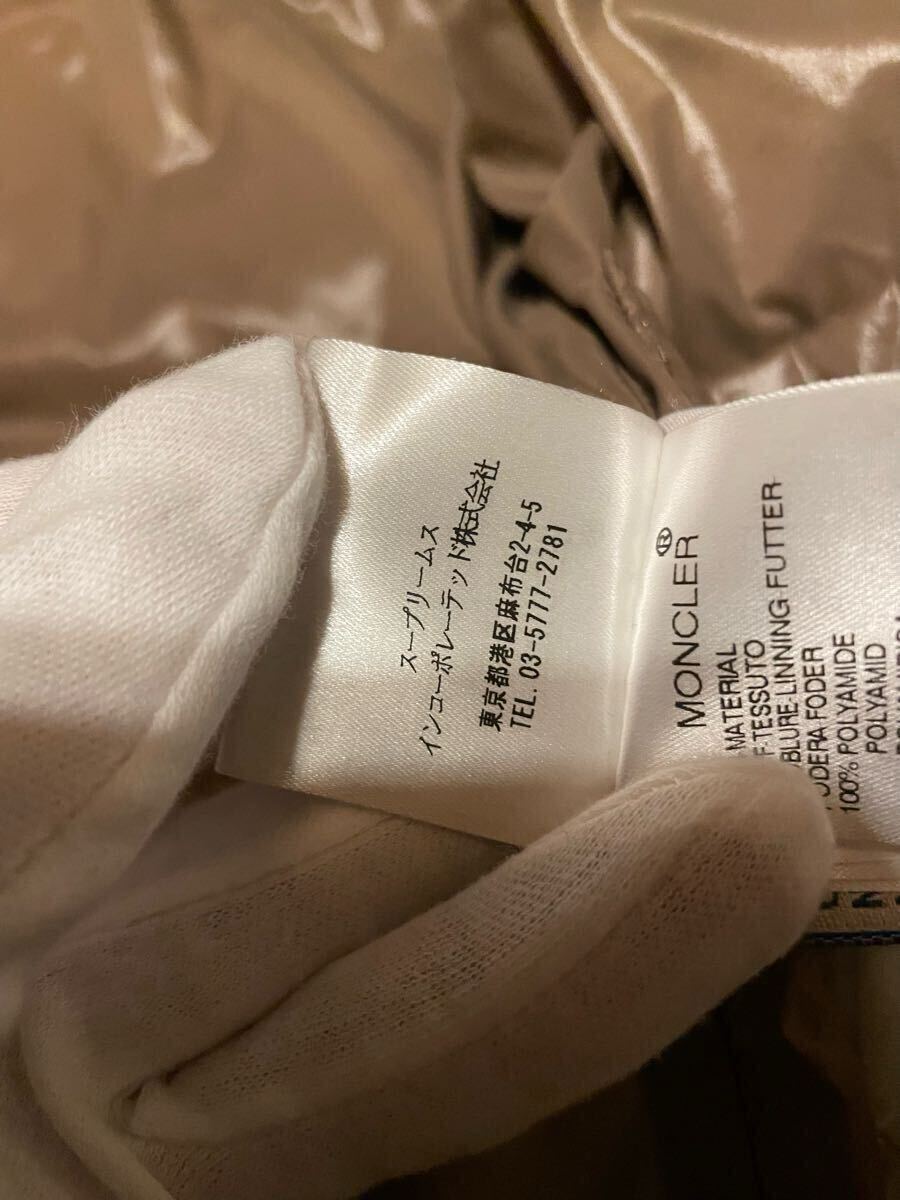 スープリームス
インコーポレーテッド株式会社
東京都港区麻布台2-4-5
TEL. 03-5777-2781
MONCLER®
MATERIAL
TESSUTO
LINNING-FUTTER
FODER
100% POLYAMIDE
POLYAMID